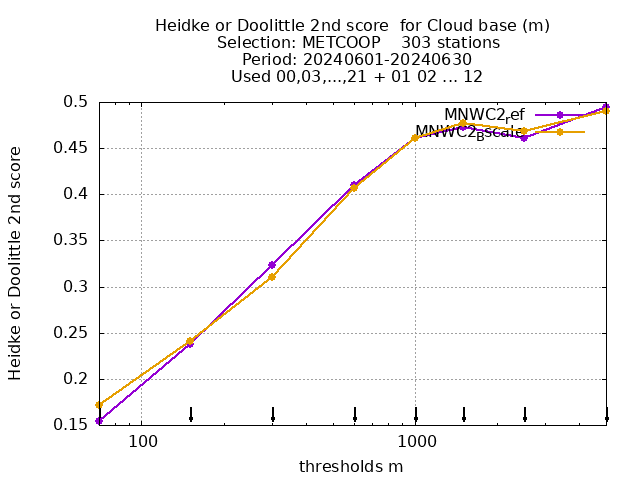 Heidke or Doolittle 2nd score  for Cloud base (m)
Selection: METCOOP    303 stations
Period: 20240601-20240630
Used 00,03,...,21 + 01 02 ... 12
0.5
MNWC2_ref
MNWC2_Bscale
0.45
0.4
0.35
0.3
0.25
0.2
0.15
Heidke or Doolittle 2nd score
100
1000
thresholds m